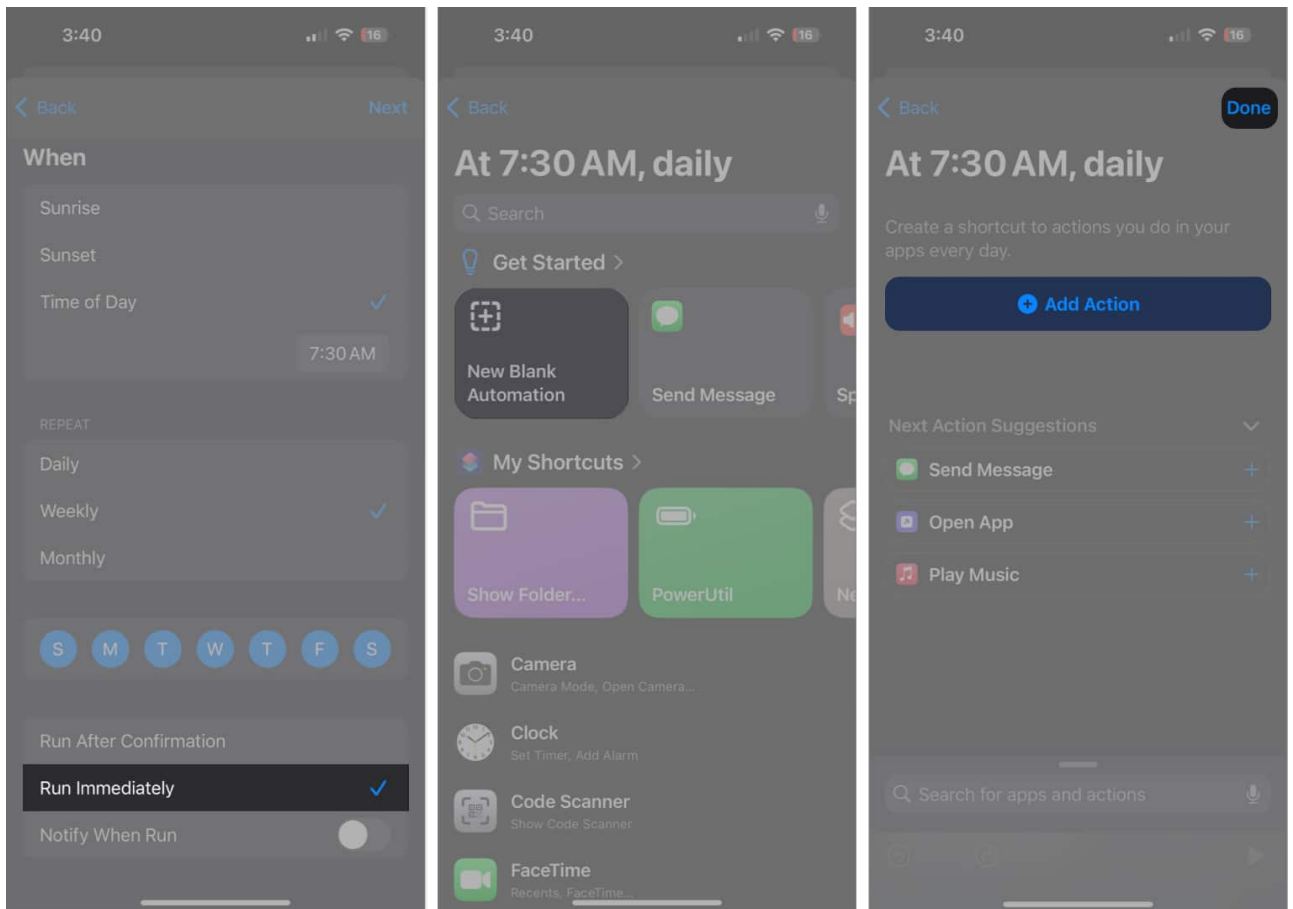 3:40
16
Back
Next
When
Sunrise
Sunset
Time of Day
7:30 AM
REPEAT
Daily
Weekly
Monthly
S M T W T F S
Run After Confirmation
Run Immediately
Notify When Run
3:40
16
Back
At 7:30 AM, daily
Search
Get Started
New Blank
Automation
Send Message
Sp
My Shortcuts
Show Folder...
PowerUtil
Ne
Camera
Camera Mode, Open Camera...
Clock
Set Timer, Add Alarm
Code Scanner
Show Code Scanner
FaceTime
Recents, FaceTime...
3:40
16
Back
Done
At 7:30 AM, daily
Create a shortcut to actions you do in your
apps every day.
Add Action
Next Action Suggestions
Send Message
Open App
Play Music
Search for apps and actions